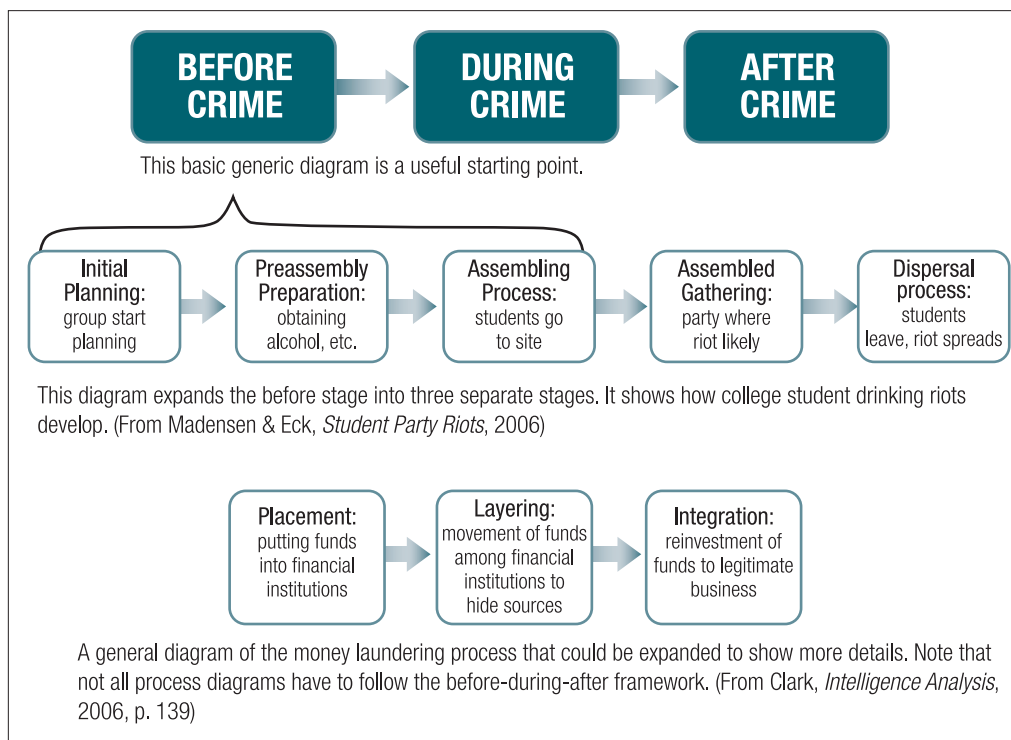 BEFORE
CRIME
DURING
CRIME
AFTER
CRIME
This basic generic diagram is a useful starting point.
Initial
Planning:
group start
planning
Preassembly
Preparation:
obtaining
alcohol, etc.
Assembling
Process:
students go
to site
Assembled
Gathering:
party where
riot likely
Dispersal
process:
students
leave, riot spreads
This diagram expands the before stage into three separate stages. It shows how college student drinking riots
develop. (From Madensen & Eck, Student Party Riots, 2006)
Placement:
putting funds
into financial
institutions
Layering:
movement of funds
among financial
institutions to
hide sources
Integration:
reinvestment of
funds to legitimate
business
A general diagram of the money laundering process that could be expanded to show more details. Note that
not all process diagrams have to follow the before-during-after framework. (From Clark, Intelligence Analysis,
2006, p. 139)